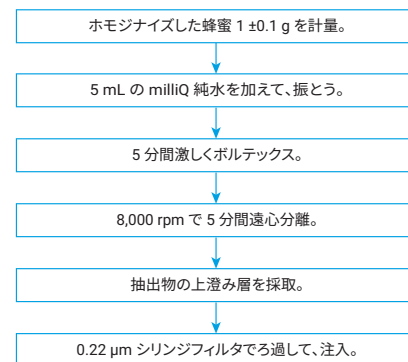 ホモジナイズした蜂蜜 1 ±0.1 g を計量。
5 mL の milliQ 純水を加えて、振とう。
5 分間激しくボルテックス。
8,000 rpm で 5 分間遠心分離。
抽出物の上澄み層を採取。
0.22 µm シリンジフィルタでろ過して、注入。